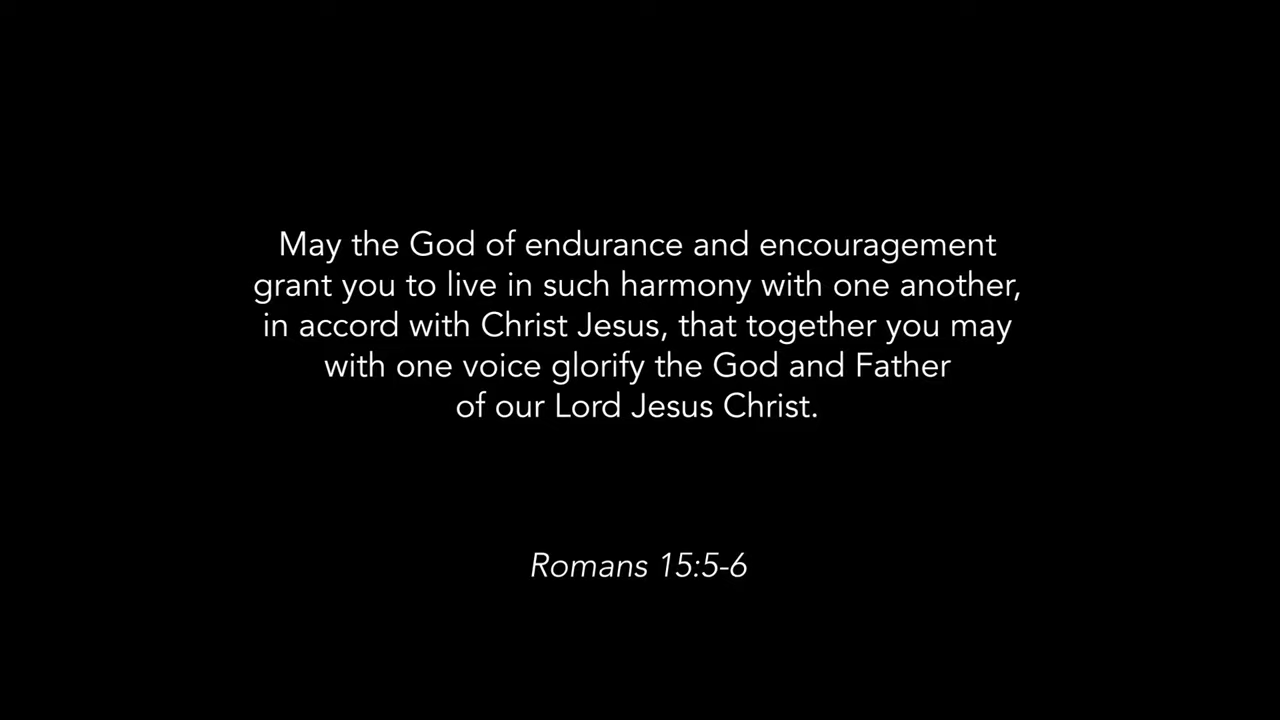 May the God of endurance and encouragement
grant you to live in such harmony with one another,
in accord with Christ Jesus, that together you may
with one voice glorify the God and Father
of our Lord Jesus Christ.
Romans 15:5-6